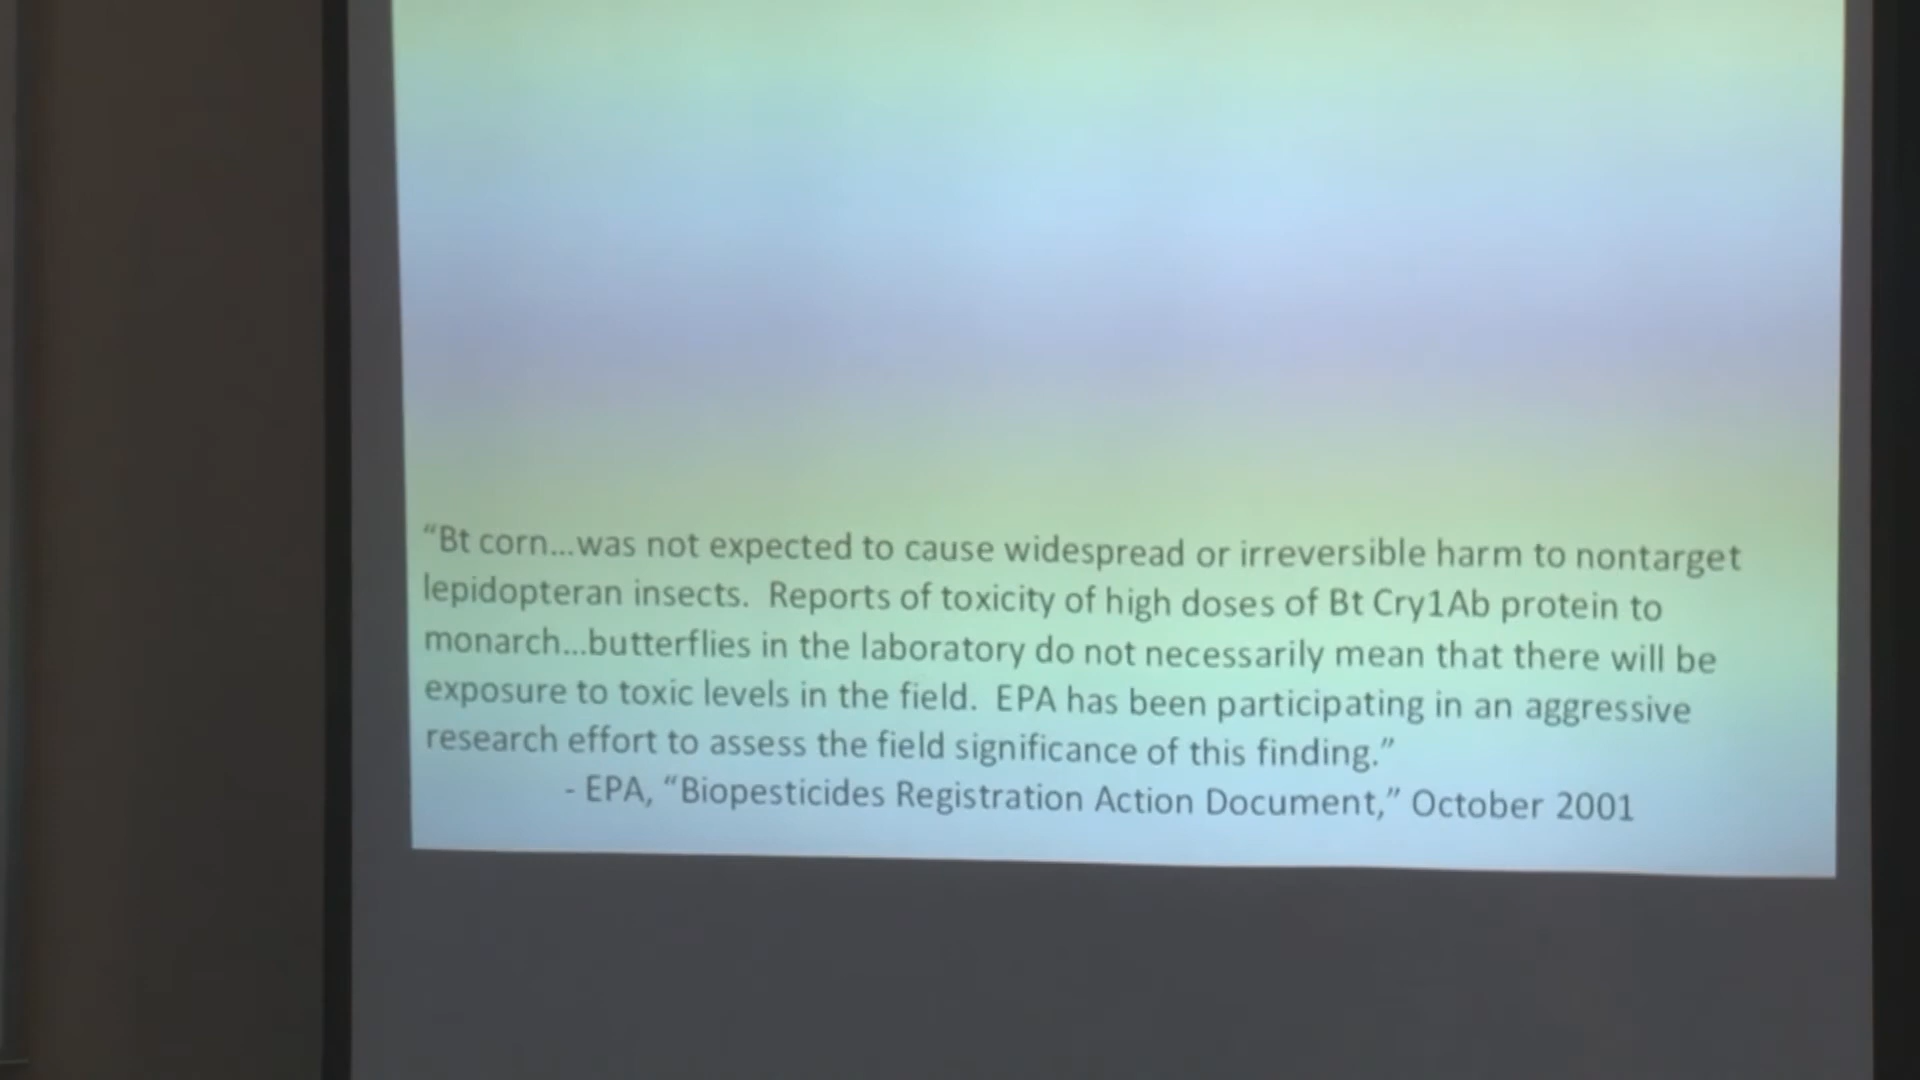 “Bt corn...was not expected to cause widespread or irreversible harm to nontarget
lepidopteran insects.  Reports of toxicity of high doses of Bt Cry1Ab protein to
monarch...butterflies in the laboratory do not necessarily mean that there will be
exposure to toxic levels in the field.  EPA has been participating in an aggressive
research effort to assess the field significance of this finding.”
- EPA, “Biopesticides Registration Action Document,” October 2001